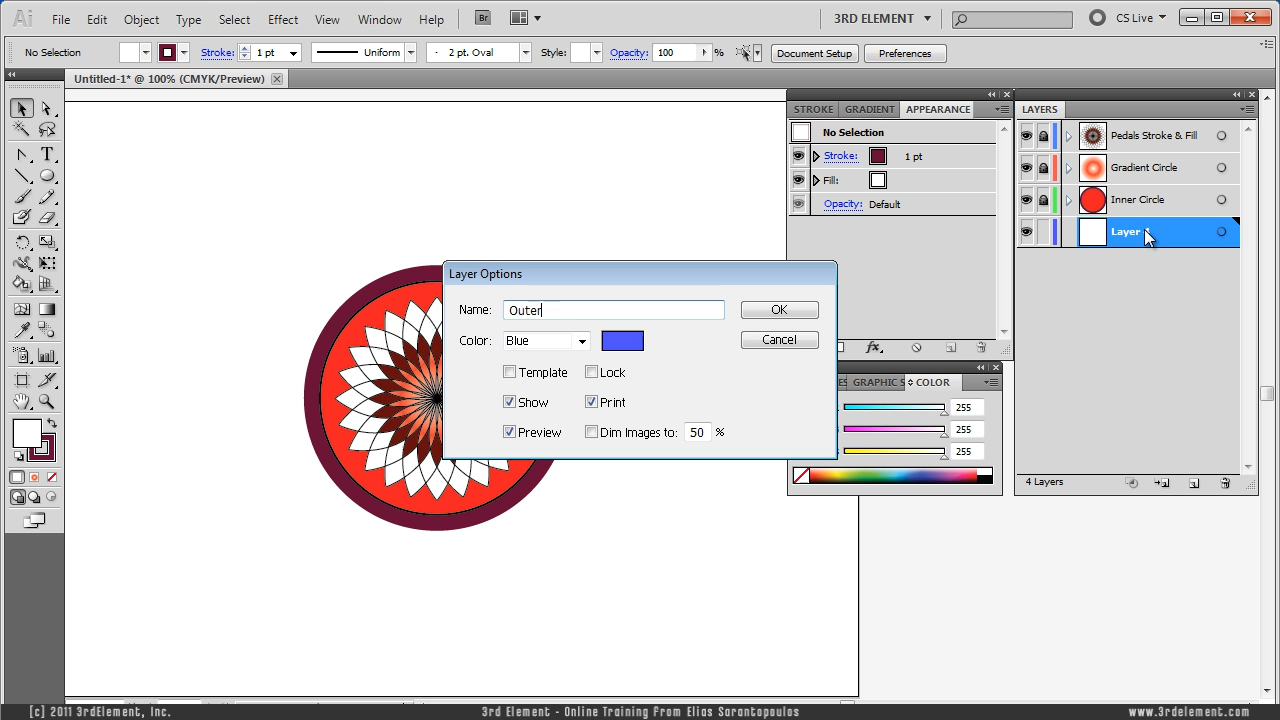 Ai File Edit Object Type Select Effect View Window Help Br 3RD ELEMENT CS Live
No Selection Stroke: 1 pt Uniform 2 pt. Oval Style: Opacity: 100 % Document Setup Preferences
Untitled-1* @ 100% (CMYK/Preview)
STROKE GRADIENT APPEARANCE
No Selection
Stroke: 1 pt
Fill:
Opacity: Default
fx
GRAPHIC S COLOR
255
255
255
LAYERS
Pedals Stroke & Fill
Gradient Circle
Inner Circle
Layer
4 Layers
Layer Options
Name: Outer OK
Color: Blue Cancel
Template Lock
Show Print
Preview Dim Images to: 50 %
[c] 2011 3rdElement, Inc. 3rd Element - Online Training From Elias Sarantopoulos www.3rdelement.com